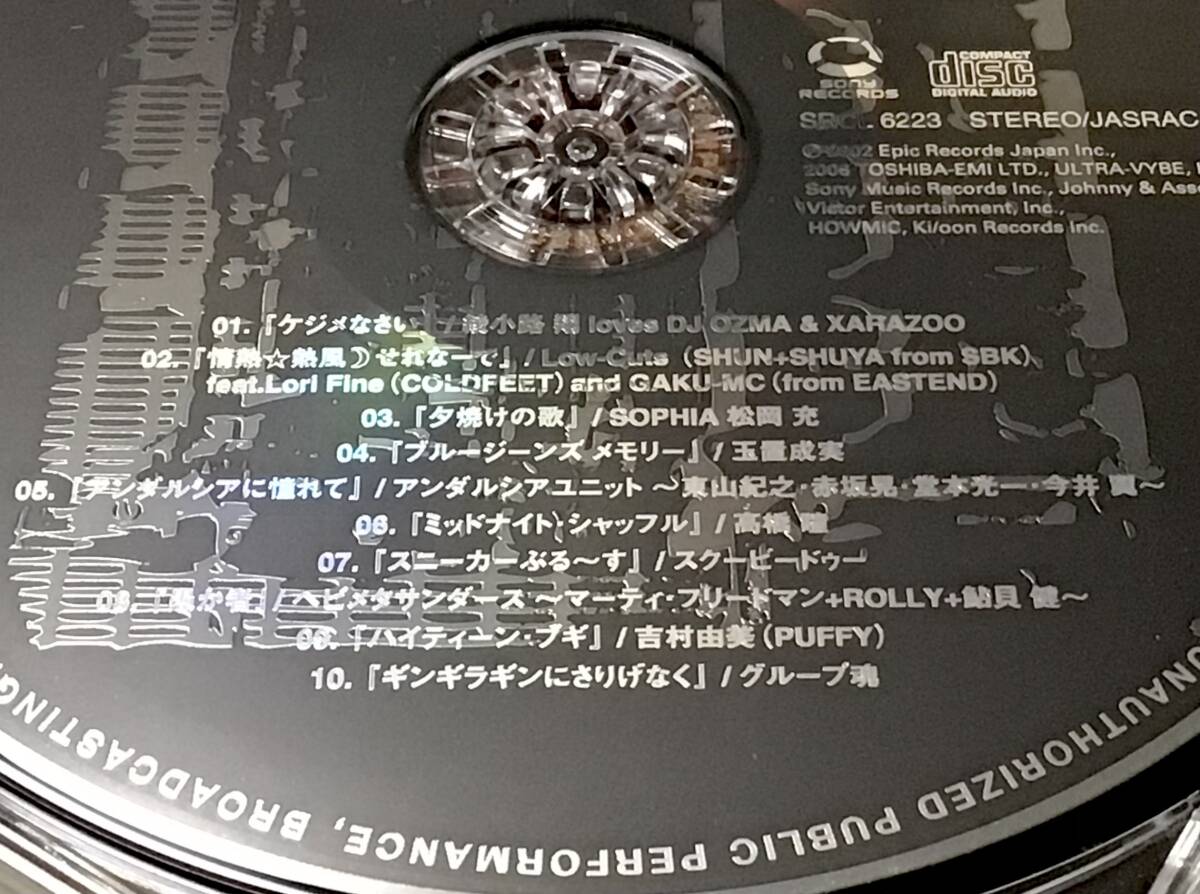 SONY
RECORDS
COMPACT
disc
DIGITAL AUDIO
6223 STEREO/JASRAC
Epic Records Japan Inc.,
2006 TOSHIBA-EMI LTD., ULTRA-VYBE,
Sony Music Records Inc., Johnny &
Victor Entertainment, Inc.,
HOWMIC, Ki/oon Records Inc.
01.『ケジメなさい / 綾小路 翔 loves DJ OZMA & XARAZOO
02.『情熱☆熱風☽せれなーで』/ Low-Cuts（SHUN+SHUYA from SBK）
feat.Lori Fine（COLDFEET）and GAKU-MC（from EASTEND）
03.『夕焼けの歌』/ SOPHIA 松岡 充
04.『ブルージーンズ メモリー』/ 玉置成実
05.『アンダルシアに憧れて』/ アンダルシアユニット ～東山紀之・赤坂晃・堂本光一・今井 翼～
06.『ミッドナイト・シャッフル』/ 高橋 瞳
07.『スニーカーぶる～す』/ スクービードゥー
/ ヘビメタサンダース ～マーティ・フリードマン+ROLLY+鮎貝 健～
09.『ハイティーン・ブギ』/ 吉村由美（PUFFY）
10.『ギンギラギンにさりげなく』/ グループ魂
UNAUTHORIZED PUBLIC PERFORMANCE, BROADCASTING